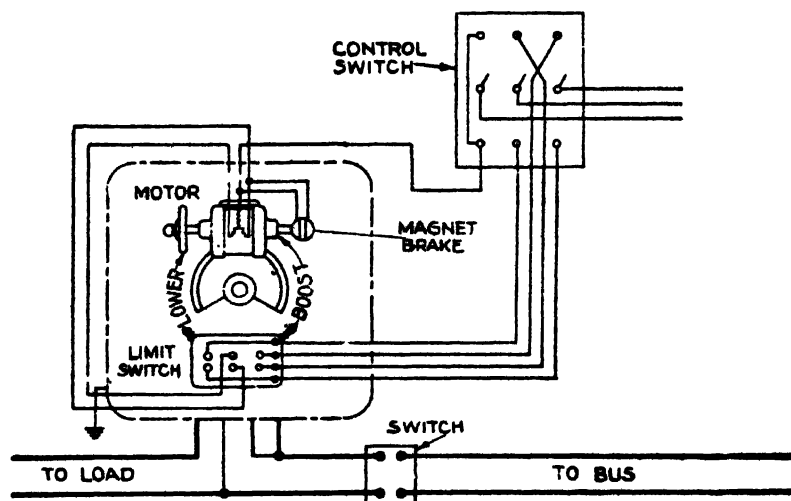 CONTROL
SWITCH
MOTOR
MAGNET
BRAKE
LOWER
BOOST
LIMIT
SWITCH
SWITCH
TO LOAD
TO BUS